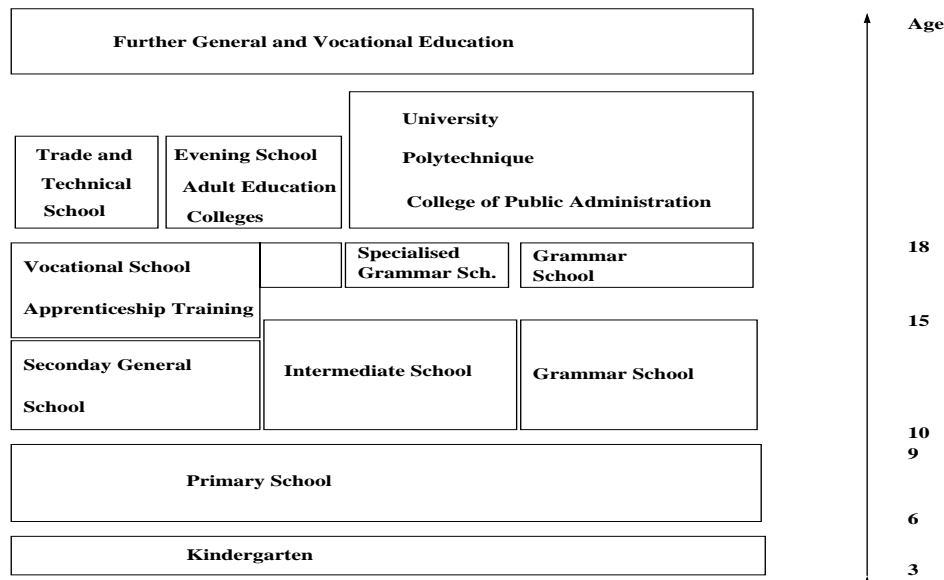 Further General and Vocational Education
Age
University
Polytechnique
College of Public Administration
Trade and
Technical
School
Evening School
Adult Education
Colleges
18
Vocational School
Apprenticeship Training
Specialised
Grammar Sch.
Grammar
School
15
Seconday General
School
Intermediate School
Grammar School
10
9
Primary School
6
Kindergarten
3